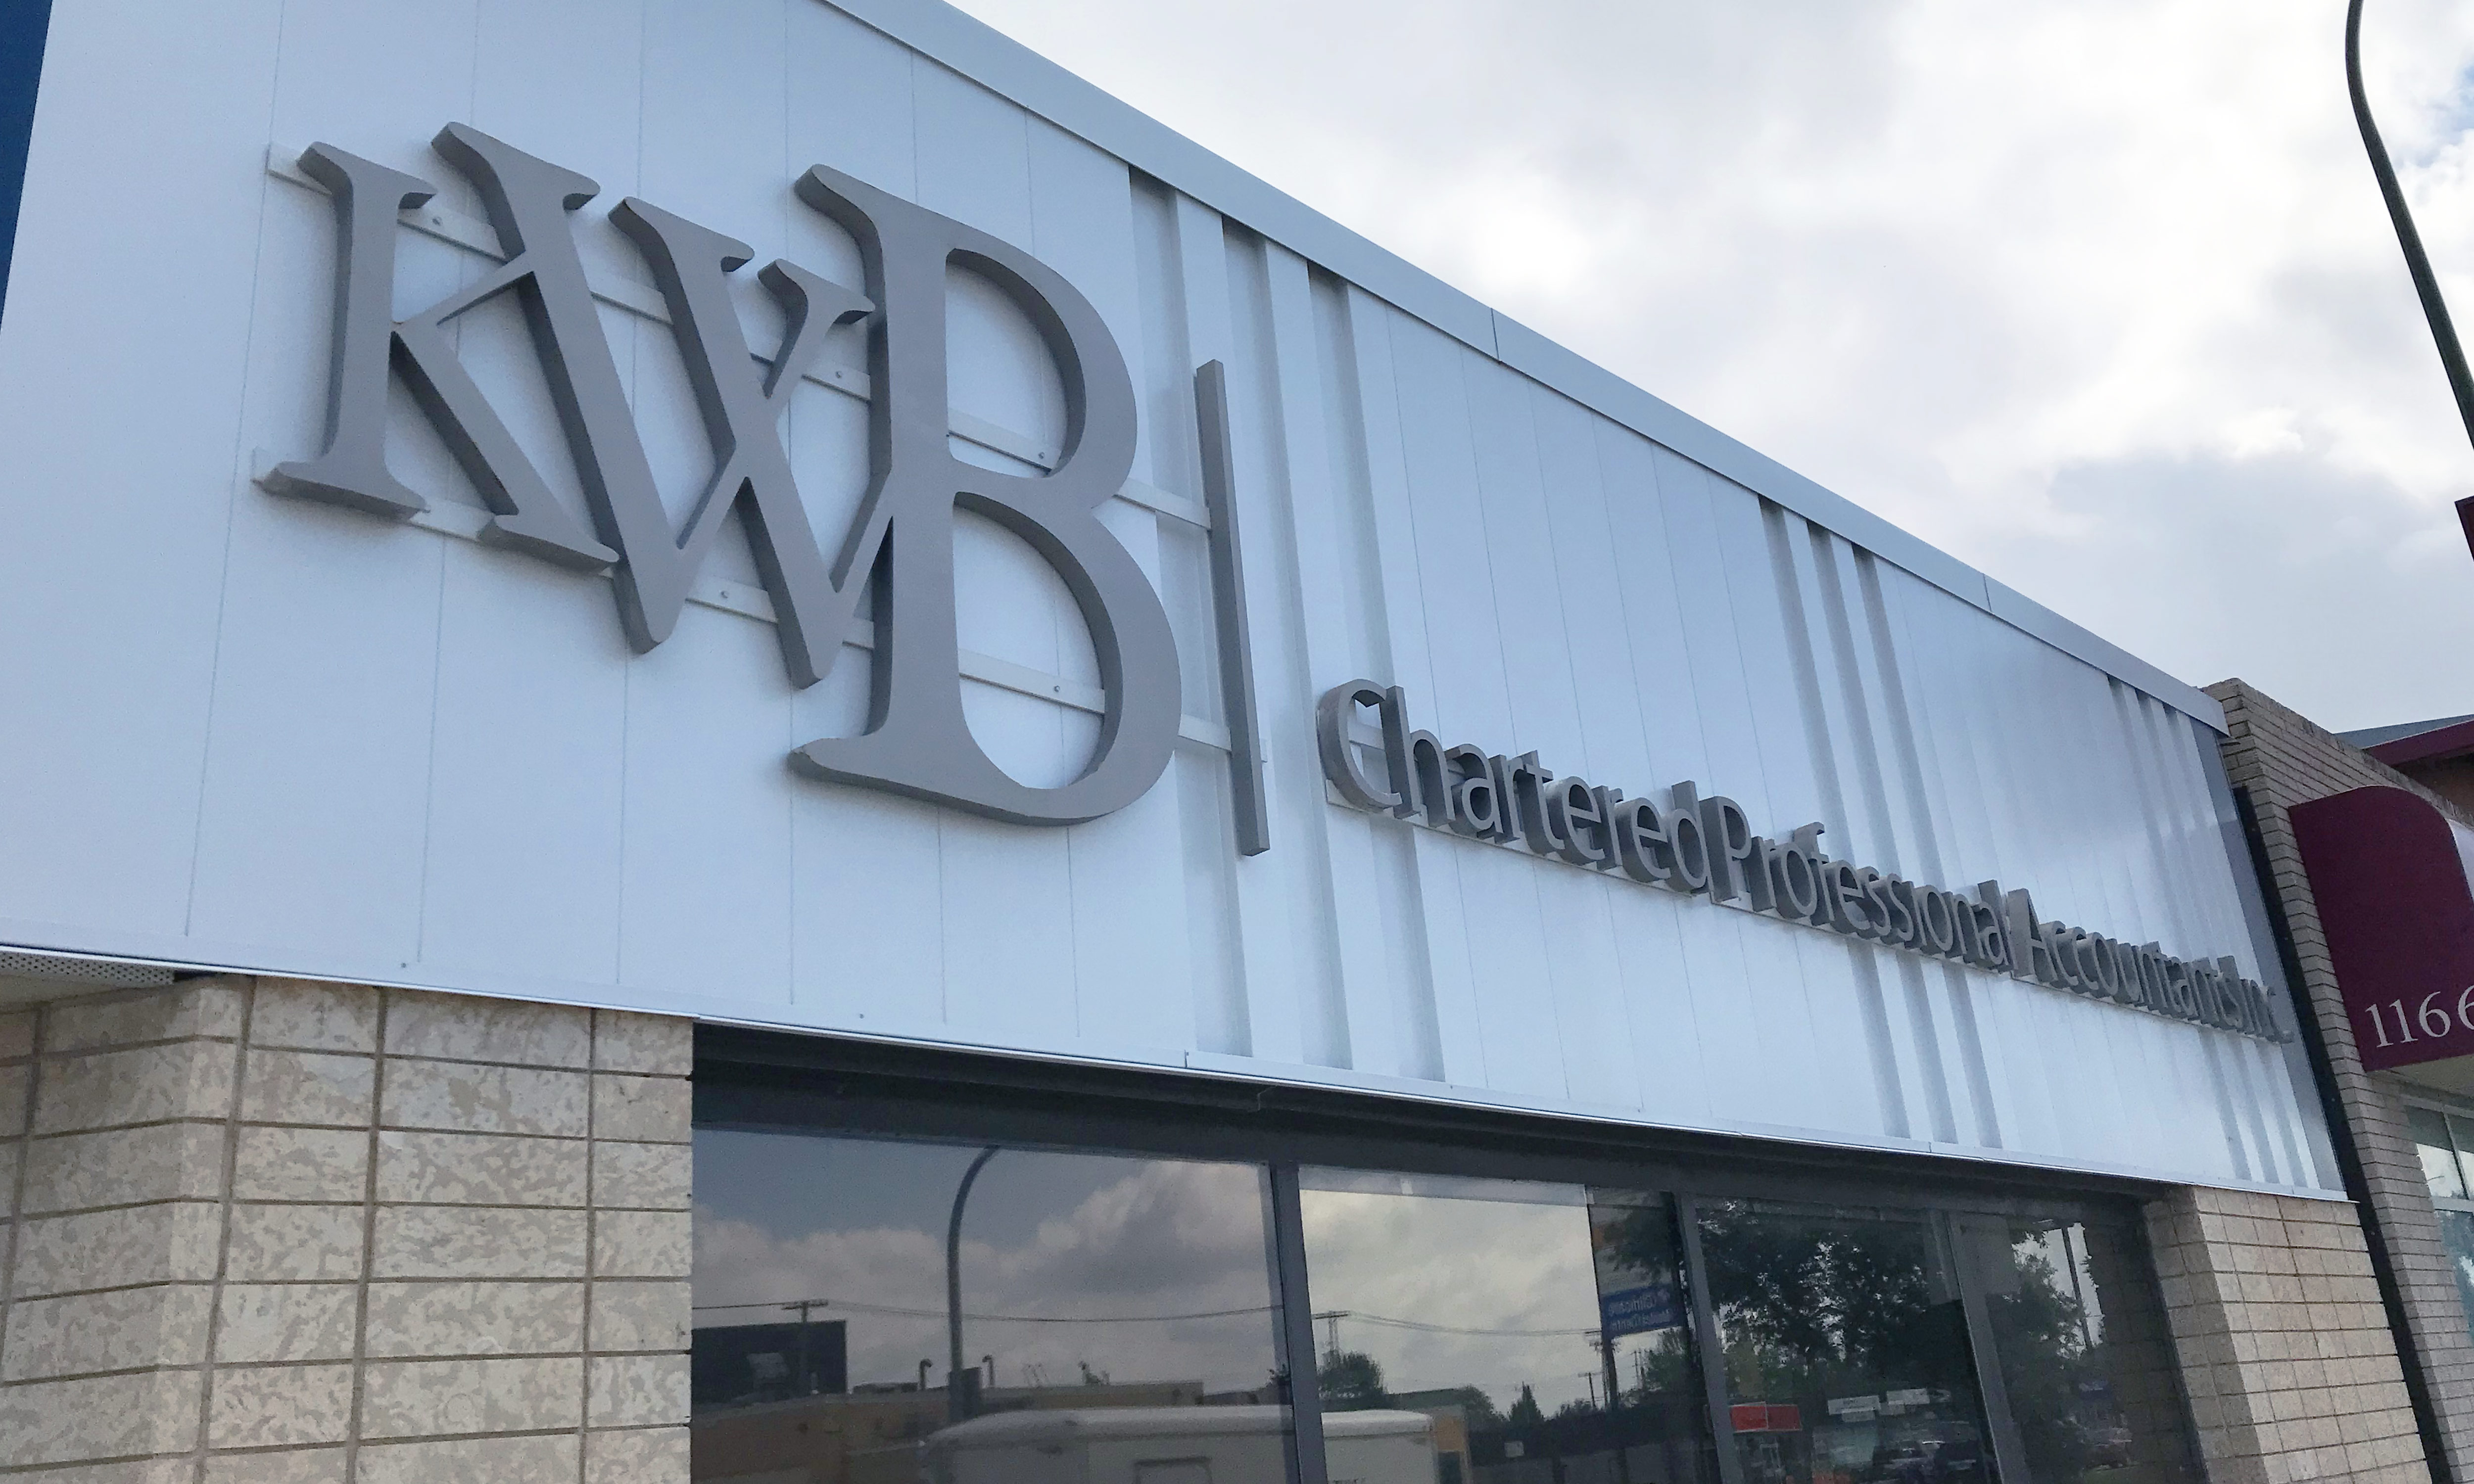 KWB
Chartered Professional Accountants Inc.
1166